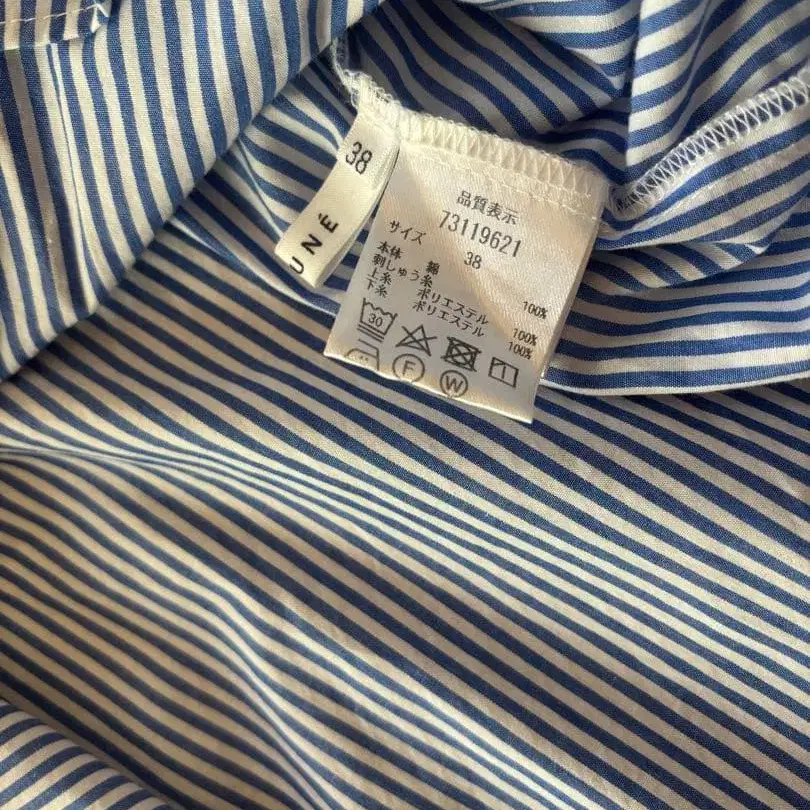 38
UNÉ
品質表示
73119621
サイズ 38
本体 綿 100%
刺しゅう糸
上糸 ポリエステル 100%
下糸 ポリエステル 100%
30
F
W